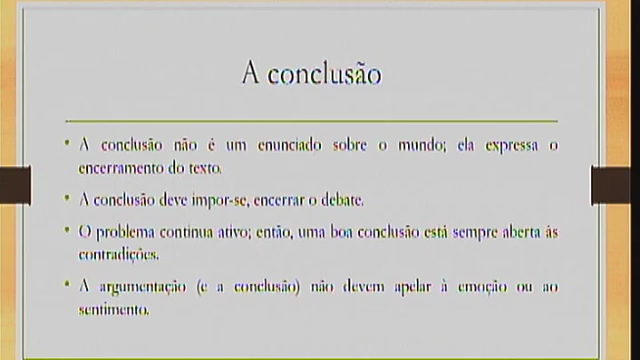 A conclusão
• A conclusão não é um enunciado sobre o mundo; ela expressa o
encerramento do texto.
• A conclusão deve impor-se, encerrar o debate.
• O problema continua ativo; então, uma boa conclusão está sempre aberta às
contradições.
• A argumentação (e a conclusão) não devem apelar à emoção ou ao
sentimento.